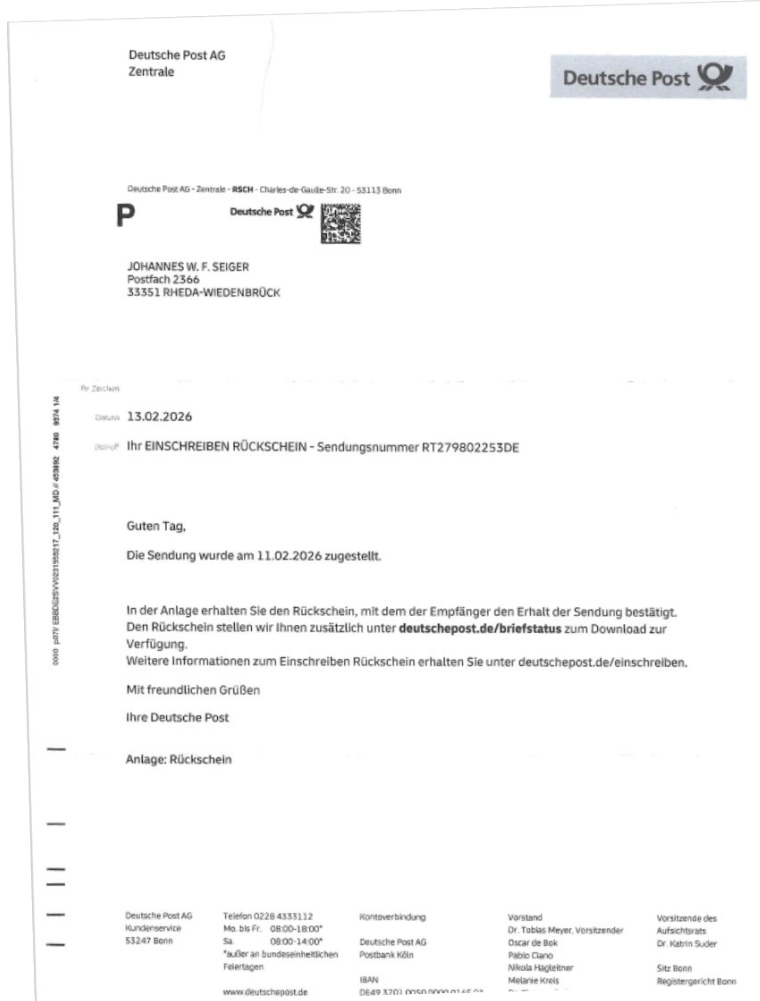 Deutsche Post AG
Zentrale
Deutsche Post
Deutsche Post AG - Zentrale - RSCH - Charles-de-Gaulle-Str. 20 - 53113 Bonn
P
Deutsche Post
JOHANNES W. F. SEIGER
Postfach 2366
33351 RHEDA-WIEDENBRÜCK
Ihr Zeichen
Datum 13.02.2026
Betreff Ihr EINSCHREIBEN RÜCKSCHEIN - Sendungsnummer RT279802253DE
Guten Tag,
Die Sendung wurde am 11.02.2026 zugestellt.
In der Anlage erhalten Sie den Rückschein, mit dem der Empfänger den Erhalt der Sendung bestätigt.
Den Rückschein stellen wir Ihnen zusätzlich unter deutschepost.de/briefstatus zum Download zur
Verfügung.
Weitere Informationen zum Einschreiben Rückschein erhalten Sie unter deutschepost.de/einschreiben.
Mit freundlichen Grüßen
Ihre Deutsche Post
Anlage: Rückschein
Deutsche Post AG
Kundenservice
53247 Bonn
Telefon 0228 4333112
Mo. bis Fr. 08:00-18:00*
Sa. 08:00-14:00*
*außer an bundeseinheitlichen
Feiertagen
www.deutschepost.de
Kontoverbindung
Deutsche Post AG
Postbank Köln
IBAN
Vorstand
Dr. Tobias Meyer, Vorsitzender
Oscar de Bok
Pablo Ciano
Nikola Hagleitner
Melanie Kreis
Vorsitzende des
Aufsichtsrats
Dr. Katrin Suder
Sitz Bonn
Registergericht Bonn